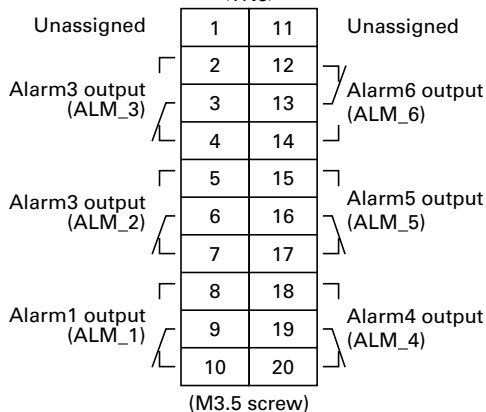 Unassigned 1 11 Unassigned
2 12
Alarm3 output (ALM_3) 3 13 Alarm6 output (ALM_6)
4 14
5 15
Alarm3 output (ALM_2) 6 16 Alarm5 output (ALM_5)
7 17
8 18
Alarm1 output (ALM_1) 9 19 Alarm4 output (ALM_4)
10 20
(M3.5 screw)